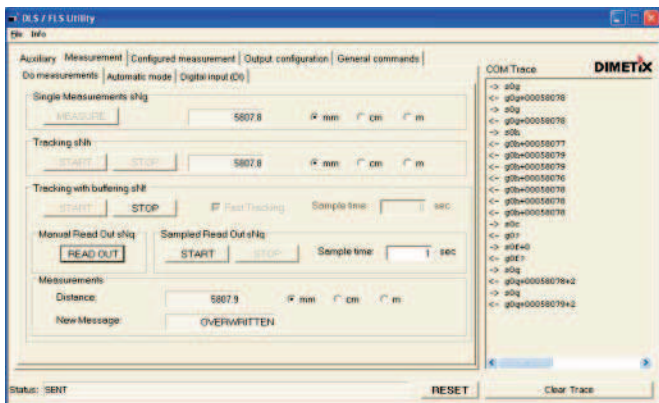 DLS / FLS Utility
File Info
Auxiliary Measurement Configured measurement Output configuration General commands
Do measurements Automatic mode Digital input (DI)
Single Measurements sNg
MEASURE 5807.8 mm cm m
Tracking sNh
START STOP 5807.8 mm cm m
Tracking with buffering sNf
START STOP Fast Tracking Sample time: 0 sec
Manual Read Out sNq Sampled Read Out sNq
READ OUT START STOP Sample time: 1 sec
Measurements
Distance: 5807.9 mm cm m
New Message: OVERWRITTEN
COM Trace DIMETIX
-> s0g
<- g0g+00058078
-> s0g
<- g0g+00058078
-> s0h
<- g0h+00058077
<- g0h+00058079
<- g0h+00058079
<- g0h+00058076
<- g0h+00058078
<- g0h+00058078
<- g0h+00058078
-> s0c
<- g0?
-> s0f+0
<- g0f?
-> s0q
<- g0q+00058078+2
-> s0q
<- g0q+00058079+2
Status: SENT RESET Clear Trace